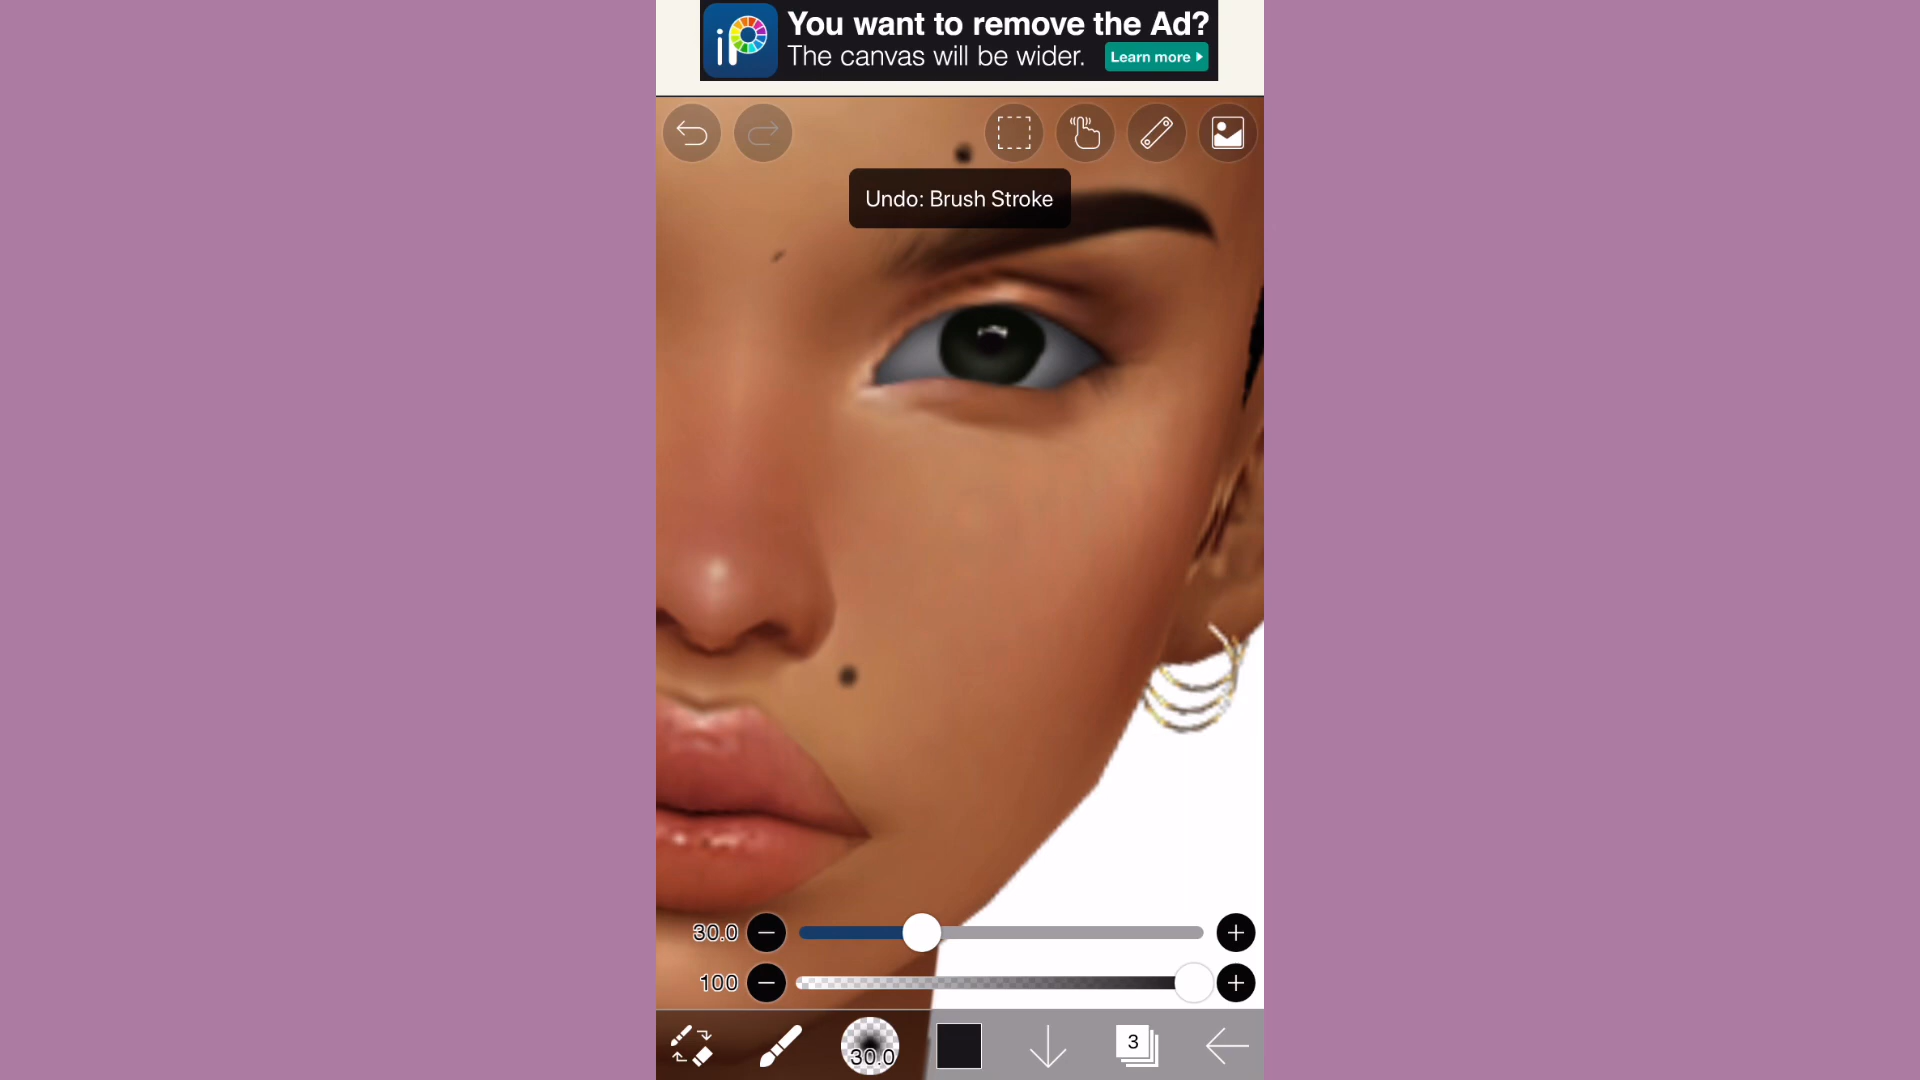 iP
You want to remove the Ad?
The canvas will be wider.
Learn more
Undo: Brush Stroke
30.0
100
30.0
3